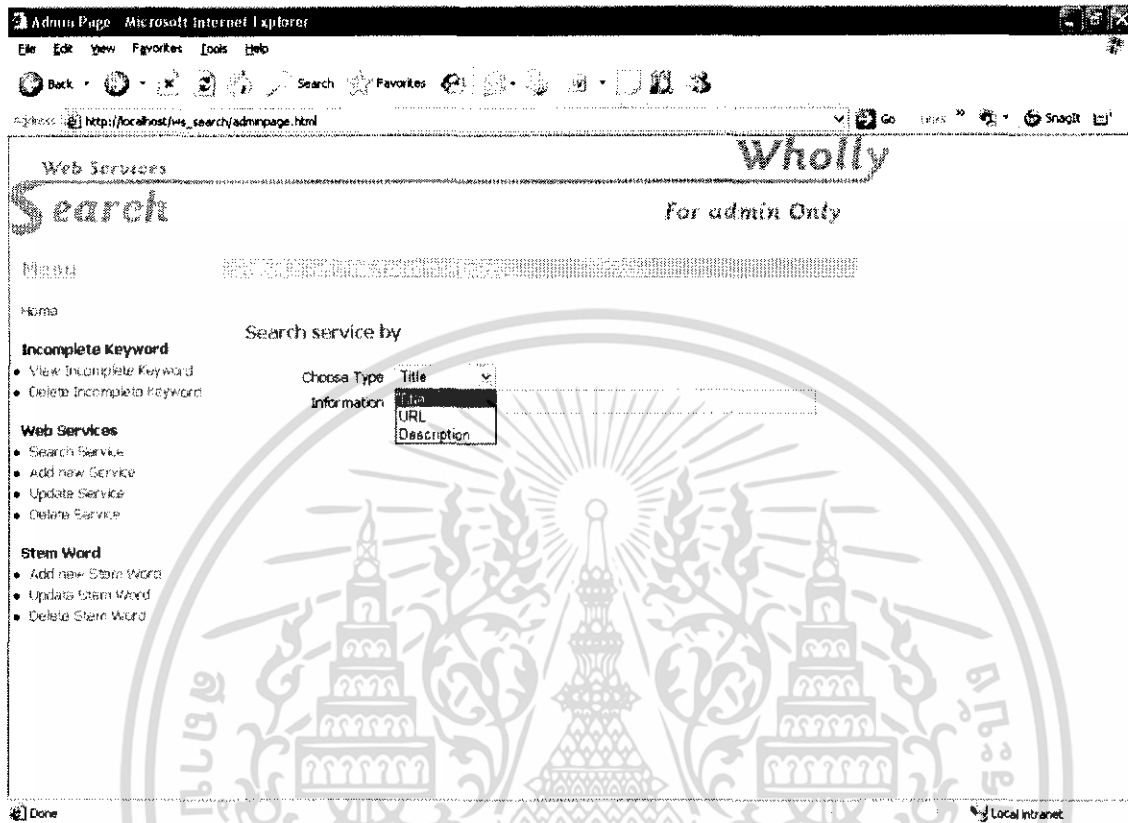 Admin Page Microsoft Internet Explorer
File Edit View Favorites Tools Help
Back Search Favorites
Address http://localhost/ws_search/adminpage.html Go Links » SnagIt
Web Services Wholly
Search For admin Only
Menu
Home
Search service by
Incomplete Keyword
• View Incomplete Keyword
• Delete Incomplete Keyword
Choose Type Title
Information Title
URL
Description
Web Services
• Search Service
• Add new Service
• Update Service
• Delete Service
Stem Word
• Add new Stem Word
• Update Stem Word
• Delete Stem Word
Done Local intranet